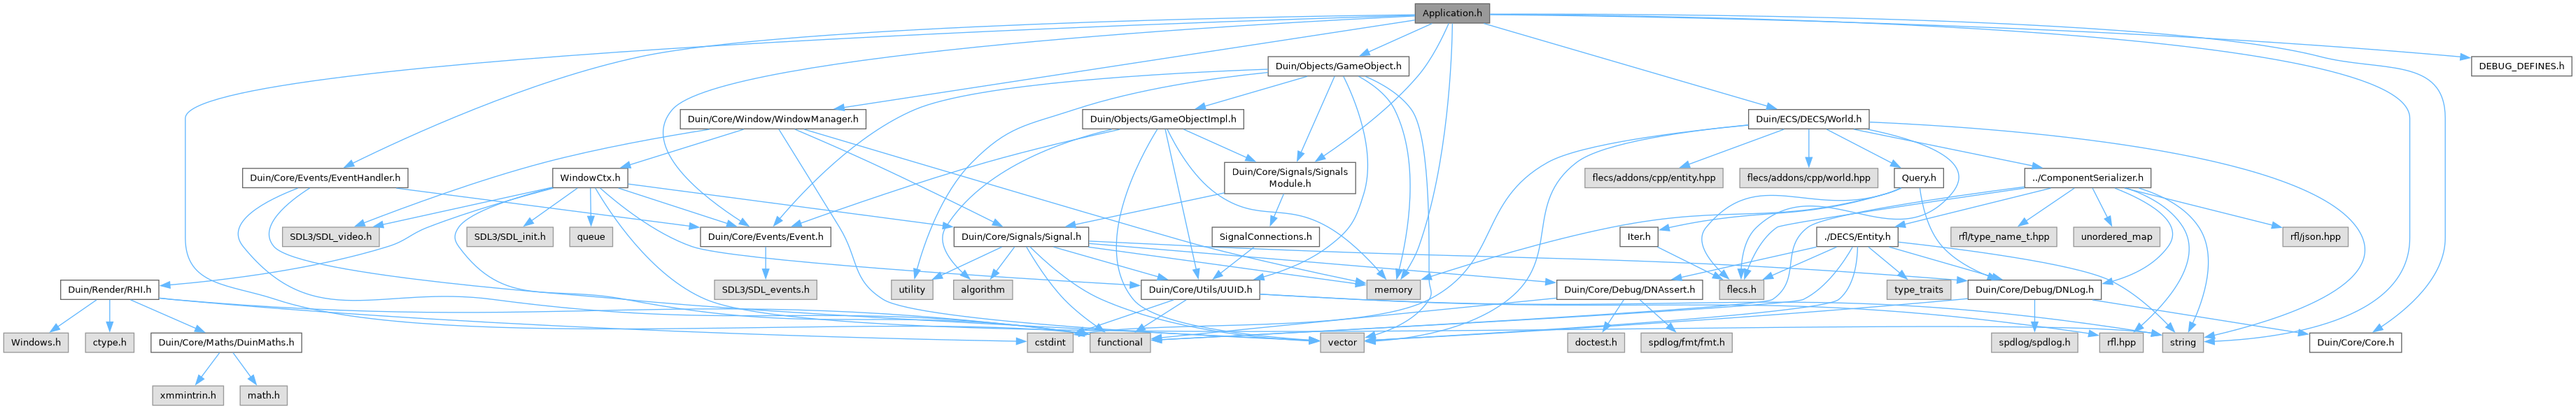 Application.h
Duin/Objects/GameObject.h
DEBUG_DEFINES.h
Duin/Core/Window/WindowManager.h
Duin/Objects/GameObjectImpl.h
Duin/ECS/DECS/World.h
Duin/Core/Events/EventHandler.h
WindowCtx.h
Duin/Core/Signals/Signals
Module.h
flecs/addons/cpp/entity.hpp
flecs/addons/cpp/world.hpp
Query.h
../ComponentSerializer.h
SDL3/SDL_video.h
SDL3/SDL_init.h
queue
Duin/Core/Events/Event.h
Duin/Core/Signals/Signal.h
SignalConnections.h
Iter.h
./DECS/Entity.h
rfl/type_name_t.hpp
unordered_map
rfl/json.hpp
Duin/Render/RHI.h
SDL3/SDL_events.h
utility
algorithm
Duin/Core/Utils/UUID.h
memory
Duin/Core/Debug/DNAssert.h
flecs.h
type_traits
Duin/Core/Debug/DNLog.h
Windows.h
ctype.h
Duin/Core/Maths/DuinMaths.h
cstdint
functional
vector
doctest.h
spdlog/fmt/fmt.h
spdlog/spdlog.h
rfl.hpp
string
Duin/Core/Core.h
xmmintrin.h
math.h